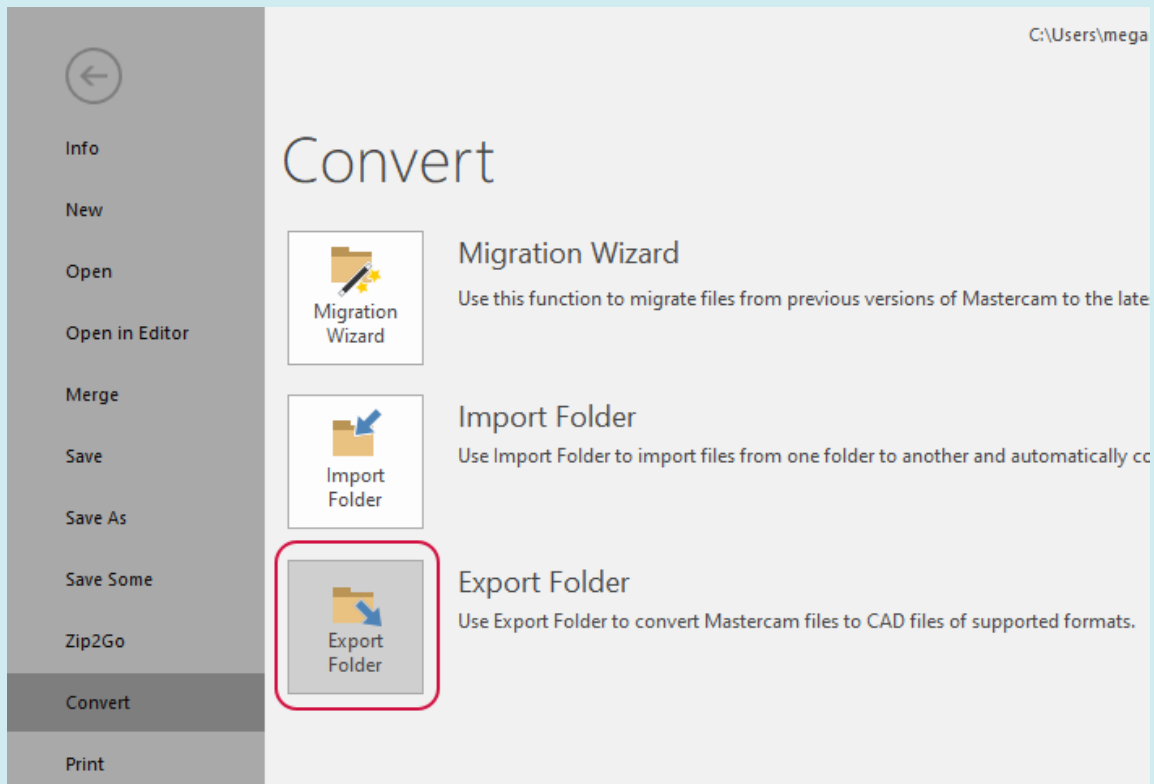 C:\Users\mega
Info
New
Open
Open in Editor
Merge
Save
Save As
Save Some
Zip2Go
Convert
Print
Convert
Migration
Wizard
Migration Wizard
Use this function to migrate files from previous versions of Mastercam to the late
Import
Folder
Import Folder
Use Import Folder to import files from one folder to another and automatically co
Export
Folder
Export Folder
Use Export Folder to convert Mastercam files to CAD files of supported formats.